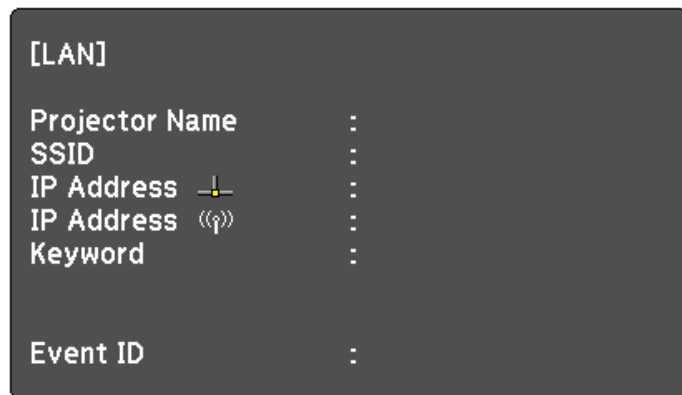 [LAN]
Projector Name :
SSID :
IP Address :
IP Address :
Keyword :
Event ID :